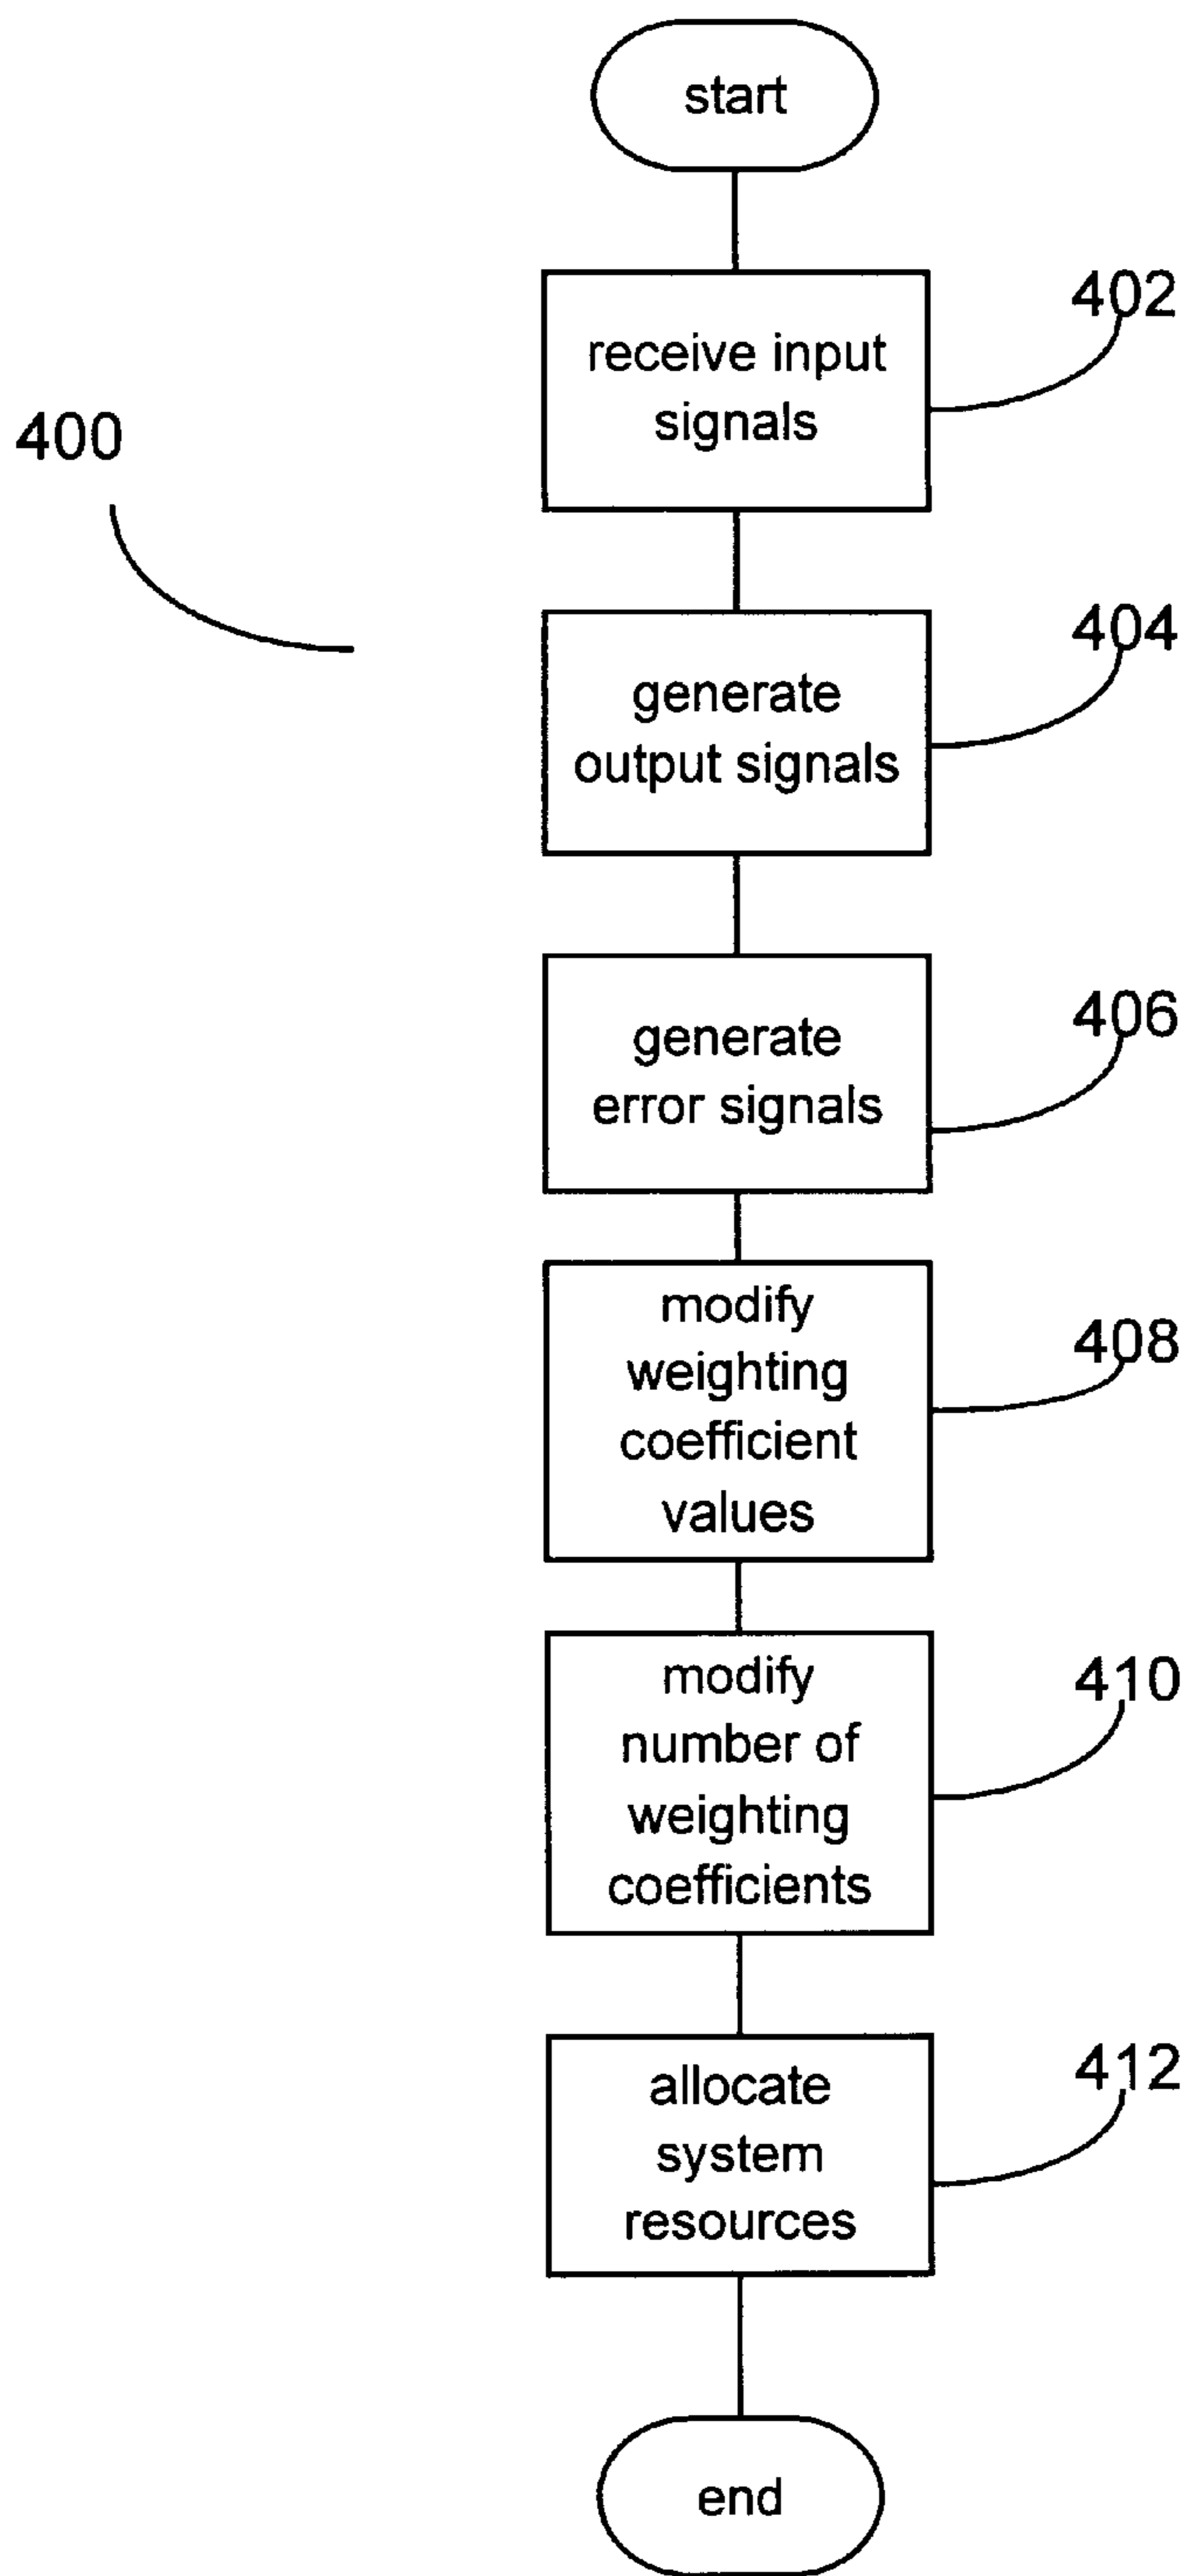 start
402
receive input
signals
400
404
generate
output signals
406
generate
error signals
408
modify
weighting
coefficient
values
410
modify
number of
weighting
coefficients
412
allocate
system
resources
end